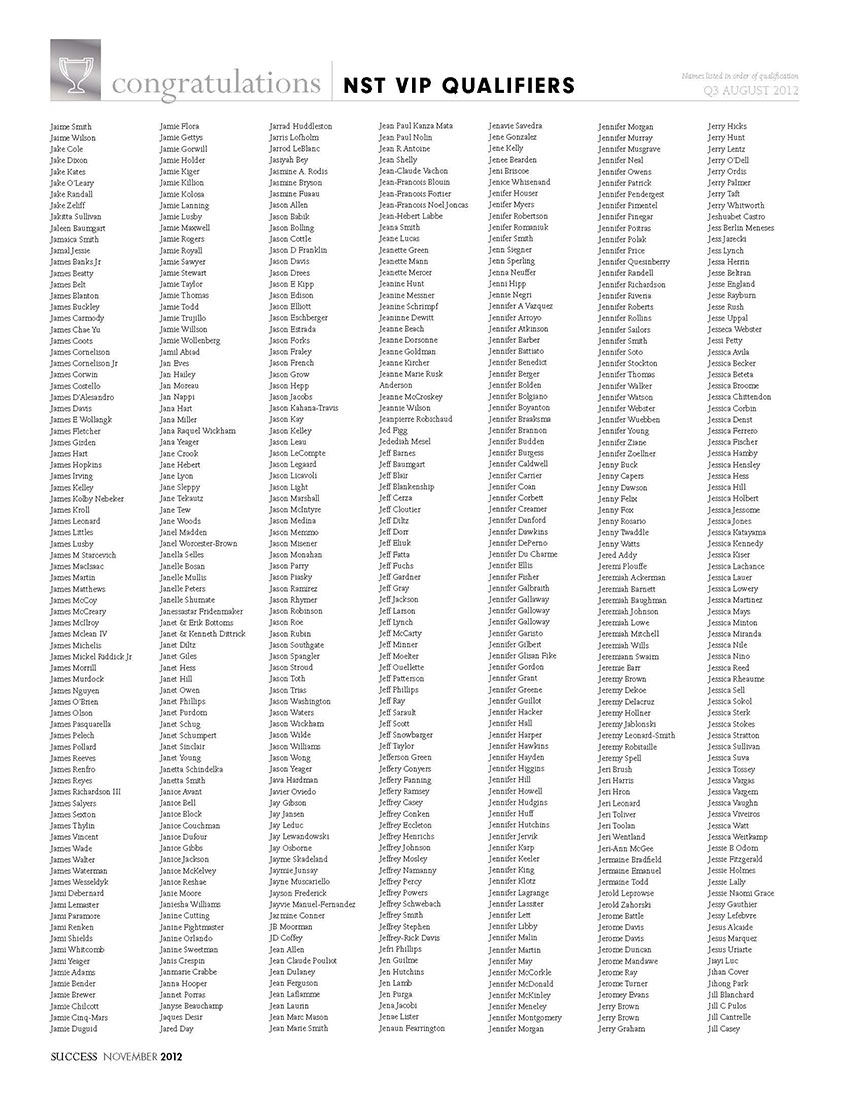 congratulations
NST VIP QUALIFIERS
Names listed in order of qualification
Q3 AUGUST 2012
Jaime Smith
Jaime Wilson
Jake Cole
Jake Dixon
Jake Kates
Jake O'Leary
Jake Randall
Jake Zeliff
Jakitta Sullivan
Jaleen Baumgart
Jamaica Smith
Jamal Jessie
James Banks Jr
James Beatty
James Belt
James Blanton
James Buckley
James Carmody
James Chae Yu
James Coots
James Cornelison
James Cornelison Jr
James Corwin
James Costello
James D'Alesandro
James Davis
James E Wollangk
James Fletcher
James Girden
James Hart
James Hopkins
James Irving
James Kelley
James Kolby Nebeker
James Kroll
James Leonard
James Littles
James Lusby
James M Starcevich
James MacIsaac
James Martin
James Matthews
James McCoy
James McCreary
James McIlroy
James Mclean IV
James Michelis
James Mickel Riddick Jr
James Morrill
James Murdock
James Nguyen
James O'Brien
James Olson
James Pasquarella
James Pelech
James Pollard
James Reeves
James Renfro
James Reyes
James Richardson III
James Salyers
James Sexton
James Thylin
James Vincent
James Wade
James Walter
James Waterman
James Wesseldyk
Jami Debernard
Jami Lemaster
Jami Paramore
Jami Renken
Jami Shields
Jami Whitcomb
Jami Yeager
Jamie Adams
Jamie Bender
Jamie Brewer
Jamie Chilcott
Jamie Cinq-Mars
Jamie Duguid
Jamie Flora
Jamie Gettys
Jamie Gorwill
Jamie Holder
Jamie Kiger
Jamie Killion
Jamie Kolosa
Jamie Lanning
Jamie Lusby
Jamie Maxwell
Jamie Rogers
Jamie Royall
Jamie Sawyer
Jamie Stewart
Jamie Taylor
Jamie Thomas
Jamie Todd
Jamie Trujillo
Jamie Willson
Jamie Wollenberg
Jamil Abiad
Jan Eves
Jan Hailey
Jan Moreau
Jan Nappi
Jana Hart
Jana Miller
Jana Raquel Wickham
Jana Yeager
Jane Crook
Jane Hebert
Jane Lyon
Jane Sleppy
Jane Tekautz
Jane Tew
Jane Woods
Janel Madden
Janel Worcester-Brown
Janella Selles
Janelle Bosan
Janelle Mullis
Janelle Peters
Janelle Shumate
Janessastar Fridenmaker
Janet & Erik Bottoms
Janet & Kenneth Dittrick
Janet Diltz
Janet Giles
Janet Hess
Janet Hill
Janet Owen
Janet Phillips
Janet Purdom
Janet Schug
Janet Schumpert
Janet Sinclair
Janet Young
Janetta Schindelka
Janetta Smith
Janice Avant
Janice Bell
Janice Block
Janice Couchman
Janice Dufour
Janice Gibbs
Janice Jackson
Janice McKelvey
Janice Reshae
Janie Moore
Janiesha Williams
Janine Cutting
Janine Fightmaster
Janine Orlando
Janine Sweetman
Janis Crespin
Janmarie Crabbe
Janna Hooper
Jannet Porras
Janyse Beauchamp
Jaques Desir
Jared Day
Jarrad Huddleston
Jarris Lofholm
Jarrod LeBlanc
Jasiyah Bey
Jasmine A. Rodis
Jasmine Bryson
Jasmine Fuaau
Jason Allen
Jason Babik
Jason Bolling
Jason Cottle
Jason D Franklin
Jason Davis
Jason Drees
Jason E Kipp
Jason Edison
Jason Elliott
Jason Eschberger
Jason Estrada
Jason Forks
Jason Fraley
Jason French
Jason Grow
Jason Hepp
Jason Jacobs
Jason Kahana-Travis
Jason Kay
Jason Kelley
Jason Leau
Jason LeCompte
Jason Legaard
Jason Licavoli
Jason Light
Jason Marshall
Jason McIntyre
Jason Medina
Jason Memmo
Jason Misener
Jason Monahan
Jason Parry
Jason Piasky
Jason Ramirez
Jason Rhymer
Jason Robinson
Jason Roe
Jason Rubin
Jason Southgate
Jason Spangler
Jason Stroud
Jason Toth
Jason Trias
Jason Washington
Jason Waters
Jason Wickham
Jason Wilde
Jason Williams
Jason Wong
Jason Yeager
Java Hardman
Javier Oviedo
Jay Gibson
Jay Jansen
Jay Leduc
Jay Lewandowski
Jay Osborne
Jayme Skadeland
Jaymie Junsay
Jayne Muscariello
Jayson Frederick
Jayvie Manuel-Fernandez
Jazmine Conner
JB Moorman
JD Coffey
Jean Allen
Jean Claude Pouliot
Jean Dulaney
Jean Ferguson
Jean Laflamme
Jean Laurin
Jean Marc Mason
Jean Marie Smith
Jean Paul Kanza Mata
Jean Paul Nolin
Jean R Antoine
Jean Shelly
Jean-Claude Vachon
Jean-Francois Blouin
Jean-Francois Fortier
Jean-Francois Noel Joncas
Jean-Hebert Labbe
Jeana Smith
Jeane Lucas
Jeanette Green
Jeanette Mann
Jeanette Mercer
Jeanine Hunt
Jeanine Messner
Jeanine Schrimpf
Jeaninne Dewitt
Jeanne Beach
Jeanne Dorsonne
Jeanne Goldman
Jeanne Kircher
Jeanne Marie Rusk
Anderson
Jeanne McCroskey
Jeannie Wilson
Jeanpierre Robichaud
Jed Figg
Jedediah Mesel
Jeff Barnes
Jeff Baumgart
Jeff Blair
Jeff Blankenship
Jeff Cerza
Jeff Cloutier
Jeff Diltz
Jeff Dorr
Jeff Eliuk
Jeff Fatta
Jeff Fuchs
Jeff Gardner
Jeff Gray
Jeff Jackson
Jeff Larson
Jeff Lynch
Jeff McCarty
Jeff Minner
Jeff Moelter
Jeff Ouellette
Jeff Patterson
Jeff Phillips
Jeff Ray
Jeff Sarault
Jeff Scott
Jeff Snowbarger
Jeff Taylor
Jefferson Green
Jeffery Conyers
Jeffery Fanning
Jeffery Ramsey
Jeffrey Casey
Jeffrey Conken
Jeffrey Eccleton
Jeffrey Henrichs
Jeffrey Johnson
Jeffrey Mosley
Jeffrey Namanny
Jeffrey Percy
Jeffrey Powers
Jeffrey Schwebach
Jeffrey Smith
Jeffrey Stephen
Jeffrey-Rick Davis
Jefri Phillips
Jen Guilme
Jen Hutchins
Jen Lamb
Jen Purga
Jena Jacobi
Jenae Lister
Jenaun Fearrington
Jenavie Savedra
Jene Gonzalez
Jene Kelly
Jenee Bearden
Jeni Briscoe
Jenice Whisenand
Jenifer Houser
Jenifer Myers
Jenifer Robertson
Jenifer Romaniuk
Jenifer Smith
Jenn Siegner
Jenn Sperling
Jenna Neuffer
Jenni Hipp
Jennie Negri
Jennifer A Vazquez
Jennifer Arroyo
Jennifer Atkinson
Jennifer Barber
Jennifer Battiato
Jennifer Benedict
Jennifer Berger
Jennifer Bolden
Jennifer Bolgiano
Jennifer Boyanton
Jennifer Braaksma
Jennifer Brannon
Jennifer Budden
Jennifer Burgess
Jennifer Caldwell
Jennifer Carrier
Jennifer Coan
Jennifer Corbett
Jennifer Creamer
Jennifer Danford
Jennifer Dawkins
Jennifer DePerno
Jennifer Du Charme
Jennifer Ellis
Jennifer Fisher
Jennifer Galbraith
Jennifer Gallaway
Jennifer Galloway
Jennifer Galloway
Jennifer Garisto
Jennifer Gilbert
Jennifer Glisan Fike
Jennifer Gordon
Jennifer Grant
Jennifer Greene
Jennifer Guillot
Jennifer Hacker
Jennifer Hall
Jennifer Harper
Jennifer Hawkins
Jennifer Hayden
Jennifer Higgins
Jennifer Hill
Jennifer Howell
Jennifer Hudgins
Jennifer Huff
Jennifer Hutchins
Jennifer Jervik
Jennifer Karp
Jennifer Keeler
Jennifer King
Jennifer Klotz
Jennifer Lagrange
Jennifer Lassiter
Jennifer Lett
Jennifer Libby
Jennifer Malin
Jennifer Martin
Jennifer May
Jennifer McCorkle
Jennifer McDonald
Jennifer McKinley
Jennifer Meneley
Jennifer Montgomery
Jennifer Morgan
Jennifer Morgan
Jennifer Murray
Jennifer Musgrave
Jennifer Neal
Jennifer Owens
Jennifer Patrick
Jennifer Pendergest
Jennifer Pimentel
Jennifer Pinegar
Jennifer Poitras
Jennifer Polak
Jennifer Price
Jennifer Quesinberry
Jennifer Randell
Jennifer Richardson
Jennifer Riveria
Jennifer Roberts
Jennifer Rollins
Jennifer Sailors
Jennifer Smith
Jennifer Soto
Jennifer Stockton
Jennifer Thomas
Jennifer Walker
Jennifer Watson
Jennifer Webster
Jennifer Wuebben
Jennifer Young
Jennifer Ziane
Jennifer Zoellner
Jenny Buck
Jenny Capers
Jenny Dawson
Jenny Felix
Jenny Fox
Jenny Rosario
Jenny Twaddle
Jenny Watts
Jered Addy
Jeremi Plouffe
Jeremiah Ackerman
Jeremiah Barnett
Jeremiah Baughman
Jeremiah Johnson
Jeremiah Lowe
Jeremiah Mitchell
Jeremiah Wills
Jeremiann Swaim
Jeremie Barr
Jeremy Brown
Jeremy Dekoe
Jeremy Delacruz
Jeremy Hollner
Jeremy Jablonski
Jeremy Leonard-Smith
Jeremy Robitaille
Jeremy Spell
Jeri Brush
Jeri Harris
Jeri Hron
Jeri Leonard
Jeri Toliver
Jeri Toolan
Jeri Wentland
Jeri-Ann McGee
Jermaine Bradfield
Jermaine Emanuel
Jermaine Todd
Jerold Leprowse
Jerold Zahorski
Jerome Battle
Jerome Davis
Jerome Davis
Jerome Duncan
Jerome Mandawe
Jerome Ray
Jerome Turner
Jeromey Evans
Jerry Brown
Jerry Brown
Jerry Graham
Jerry Hicks
Jerry Hunt
Jerry Lentz
Jerry O'Dell
Jerry Ordis
Jerry Palmer
Jerry Taft
Jerry Whitworth
Jeshuabet Castro
Jess Berlin Meneses
Jess Jarecki
Jess Lynch
Jessa Herrin
Jesse Beltran
Jesse England
Jesse Rayburn
Jesse Rush
Jesse Uppal
Jesseca Webster
Jessi Petty
Jessica Avila
Jessica Becker
Jessica Beteta
Jessica Broome
Jessica Chittendon
Jessica Corbin
Jessica Denst
Jessica Ferrero
Jessica Fischer
Jessica Hamby
Jessica Hensley
Jessica Hess
Jessica Hill
Jessica Holbert
Jessica Jessome
Jessica Jones
Jessica Katayama
Jessica Kennedy
Jessica Kiser
Jessica Lachance
Jessica Lauer
Jessica Lowery
Jessica Martinez
Jessica Mays
Jessica Minton
Jessica Miranda
Jessica Nile
Jessica Nino
Jessica Reed
Jessica Rheaume
Jessica Sell
Jessica Sokol
Jessica Sterk
Jessica Stokes
Jessica Stratton
Jessica Sullivan
Jessica Suva
Jessica Tossey
Jessica Vargas
Jessica Vargem
Jessica Vaughn
Jessica Viveiros
Jessica Watt
Jessica Weitkamp
Jessie B Odom
Jessie Fitzgerald
Jessie Holmes
Jessie Lally
Jessie Naomi Grace
Jessy Gauthier
Jessy Lefebvre
Jesus Alcaide
Jesus Marquez
Jesus Uriarte
Jiayi Luc
Jihan Cover
Jihong Park
Jill Blanchard
Jill C Pulos
Jill Cantrelle
Jill Casey
SUCCESS NOVEMBER 2012